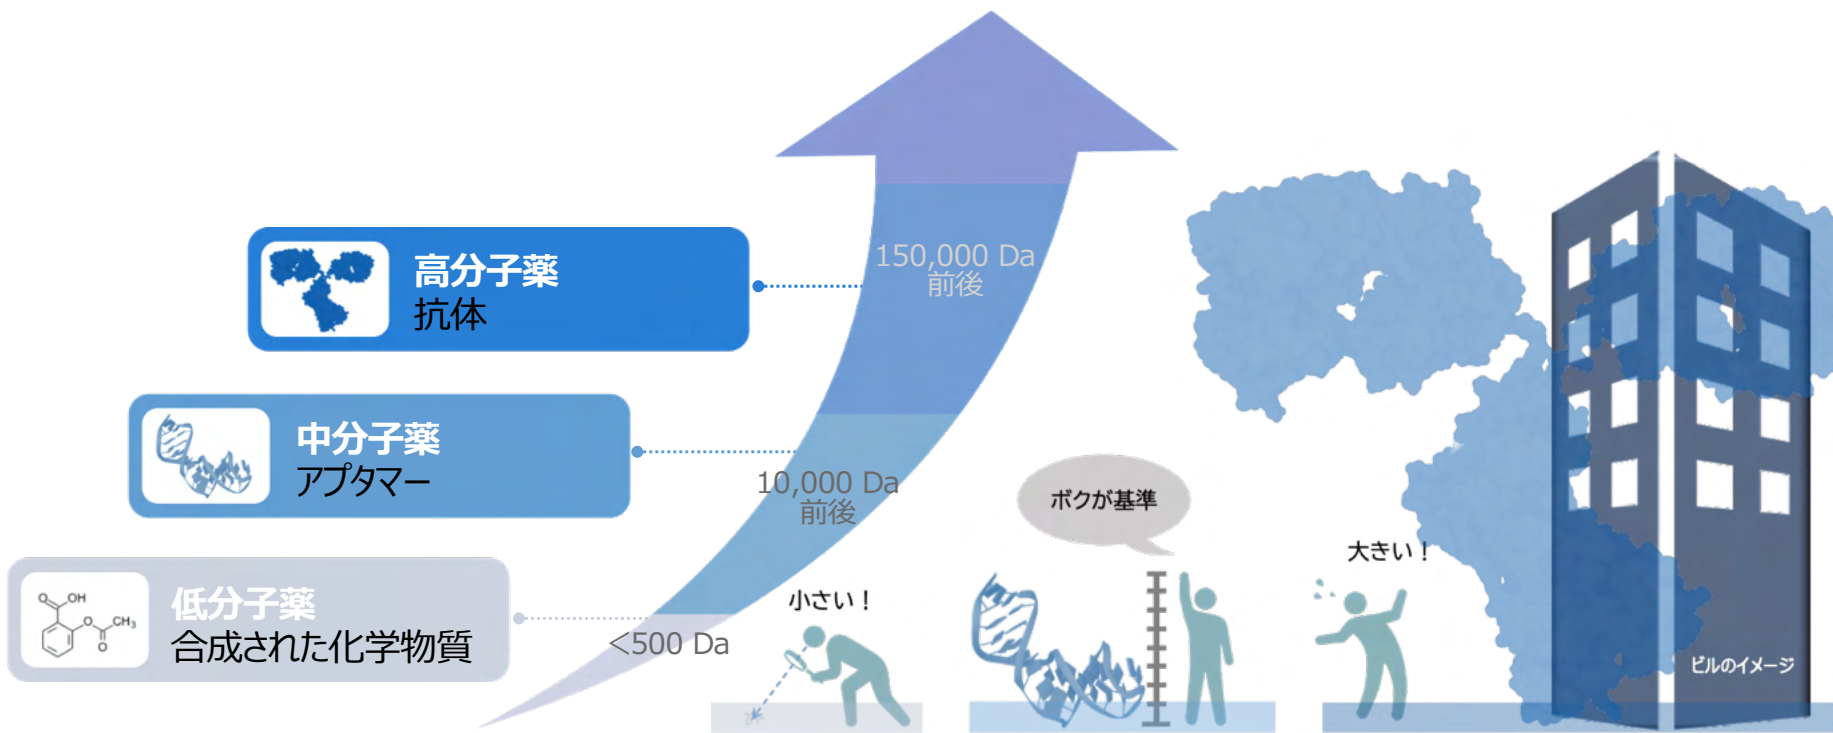 高分子薬
抗体
150,000 Da
前後
中分子薬
アプタマー
10,000 Da
前後
低分子薬
合成された化学物質
<500 Da
O
OH
O
CH₃
O
小さい！
ボクが基準
大きい！
ビルのイメージ